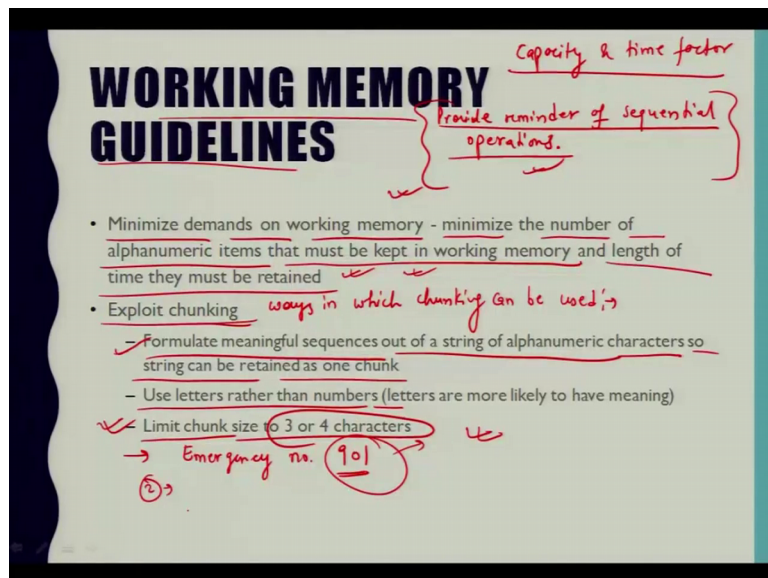 Capacity & time factor
WORKING MEMORY
GUIDELINES
Provide reminder of sequential
operations.
• Minimize demands on working memory - minimize the number of
alphanumeric items that must be kept in working memory and length of
time they must be retained
• Exploit chunking ways in which chunking can be used:→
– Formulate meaningful sequences out of a string of alphanumeric characters so
string can be retained as one chunk
– Use letters rather than numbers (letters are more likely to have meaning)
– Limit chunk size to 3 or 4 characters
→ Emergency no. 901
2 →